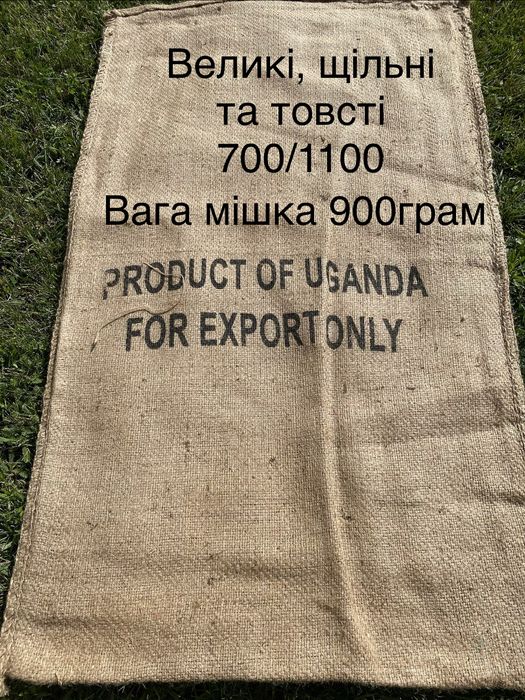 Великі, щільні
та товсті
700/1100
Вага мішка 900грам
PRODUCT OF UGANDA
FOR EXPORT ONLY